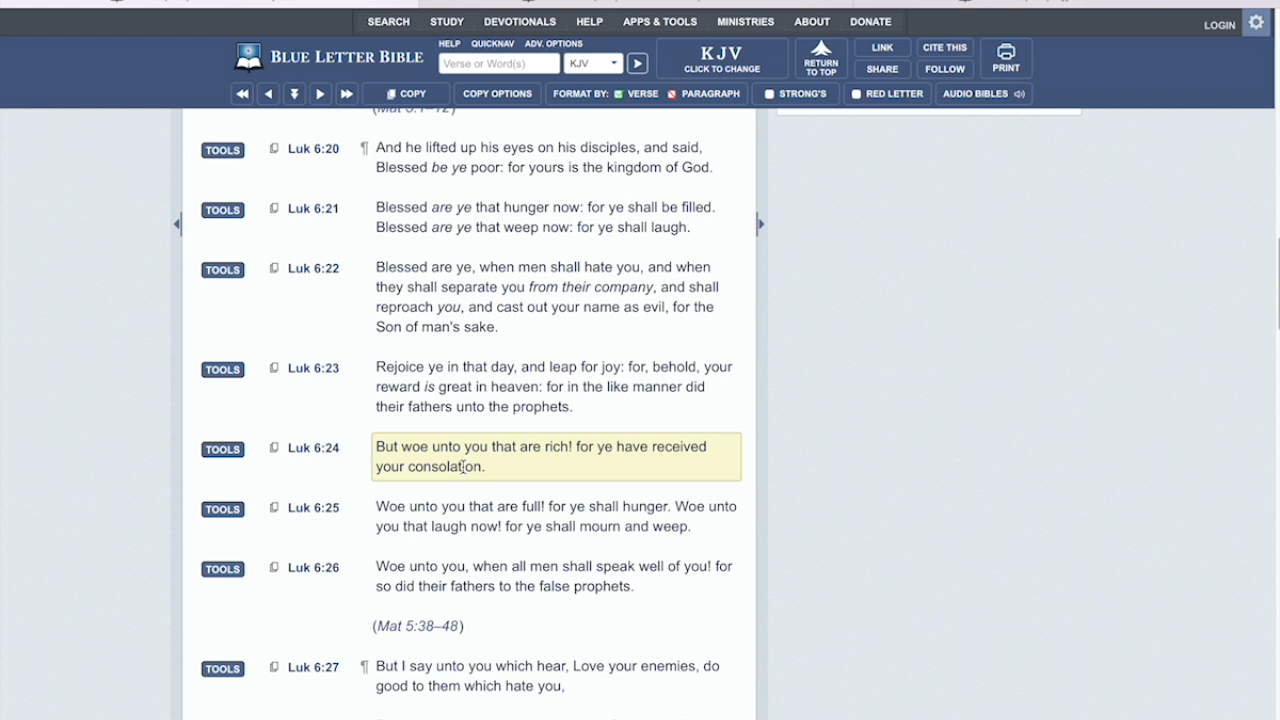 SEARCH STUDY DEVOTIONALS HELP APPS & TOOLS MINISTRIES ABOUT DONATE
LOGIN
BLUE LETTER BIBLE
HELP QUICKNAV ADV. OPTIONS
Verse or Word(s) KJV
KJV
CLICK TO CHANGE
RETURN
TO TOP
LINK CITE THIS
SHARE FOLLOW
PRINT
COPY COPY OPTIONS FORMAT BY: VERSE PARAGRAPH STRONG'S RED LETTER AUDIO BIBLES
(Mat 5:1–12)
TOOLS Luk 6:20 ¶ And he lifted up his eyes on his disciples, and said,
Blessed be ye poor: for yours is the kingdom of God.
TOOLS Luk 6:21 Blessed are ye that hunger now: for ye shall be filled.
Blessed are ye that weep now: for ye shall laugh.
TOOLS Luk 6:22 Blessed are ye, when men shall hate you, and when
they shall separate you from their company, and shall
reproach you, and cast out your name as evil, for the
Son of man's sake.
TOOLS Luk 6:23 Rejoice ye in that day, and leap for joy: for, behold, your
reward is great in heaven: for in the like manner did
their fathers unto the prophets.
TOOLS Luk 6:24 But woe unto you that are rich! for ye have received
your consolation.
TOOLS Luk 6:25 Woe unto you that are full! for ye shall hunger. Woe unto
you that laugh now! for ye shall mourn and weep.
TOOLS Luk 6:26 Woe unto you, when all men shall speak well of you! for
so did their fathers to the false prophets.
(Mat 5:38–48)
TOOLS Luk 6:27 ¶ But I say unto you which hear, Love your enemies, do
good to them which hate you,